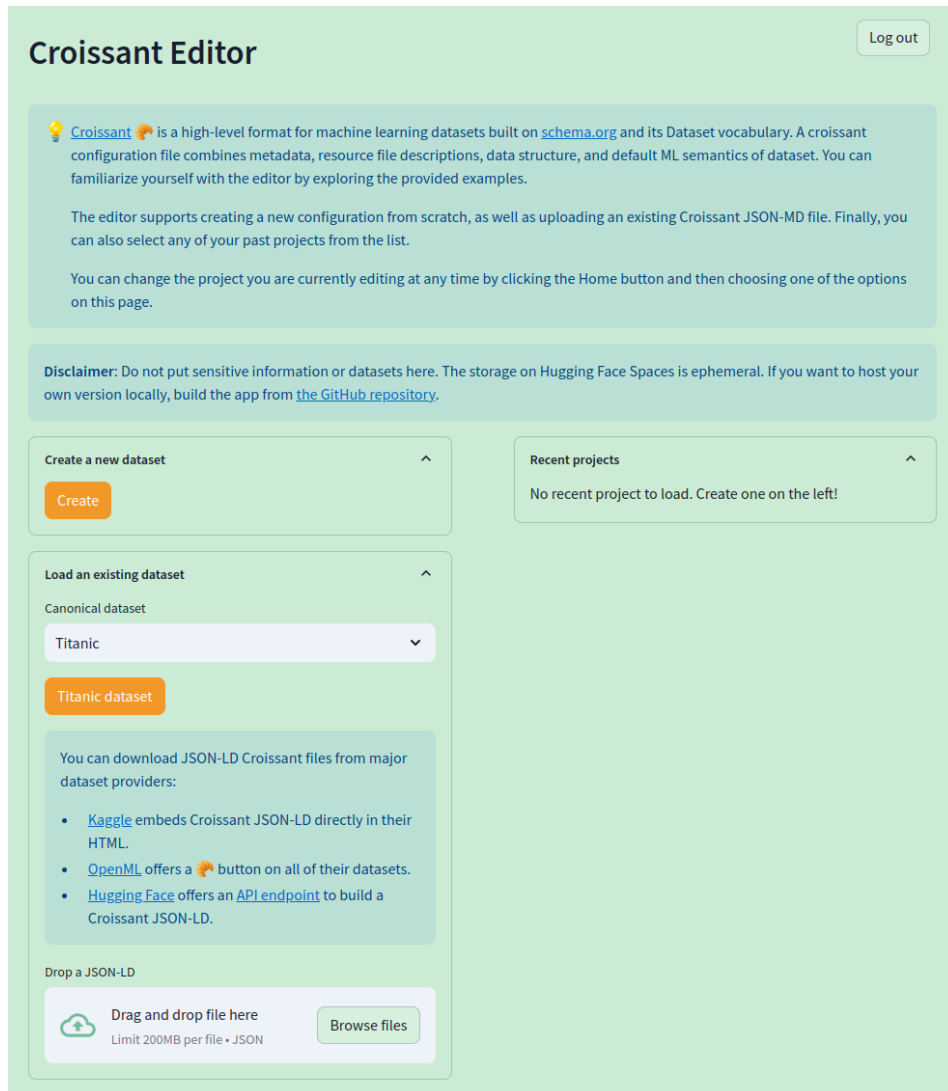 Croissant Editor
Log out
💡 Croissant 🥐 is a high-level format for machine learning datasets built on schema.org and its Dataset vocabulary. A croissant
configuration file combines metadata, resource file descriptions, data structure, and default ML semantics of dataset. You can
familiarize yourself with the editor by exploring the provided examples.
The editor supports creating a new configuration from scratch, as well as uploading an existing Croissant JSON-MD file. Finally, you
can also select any of your past projects from the list.
You can change the project you are currently editing at any time by clicking the Home button and then choosing one of the options
on this page.
Disclaimer: Do not put sensitive information or datasets here. The storage on Hugging Face Spaces is ephemeral. If you want to host your
own version locally, build the app from the GitHub repository.
Create a new dataset
Create
Recent projects
No recent project to load. Create one on the left!
Load an existing dataset
Canonical dataset
Titanic
Titanic dataset
You can download JSON-LD Croissant files from major
dataset providers:
• Kaggle embeds Croissant JSON-LD directly in their
HTML.
• OpenML offers a 🥐 button on all of their datasets.
• Hugging Face offers an API endpoint to build a
Croissant JSON-LD.
Drop a JSON-LD
Drag and drop file here
Limit 200MB per file • JSON
Browse files